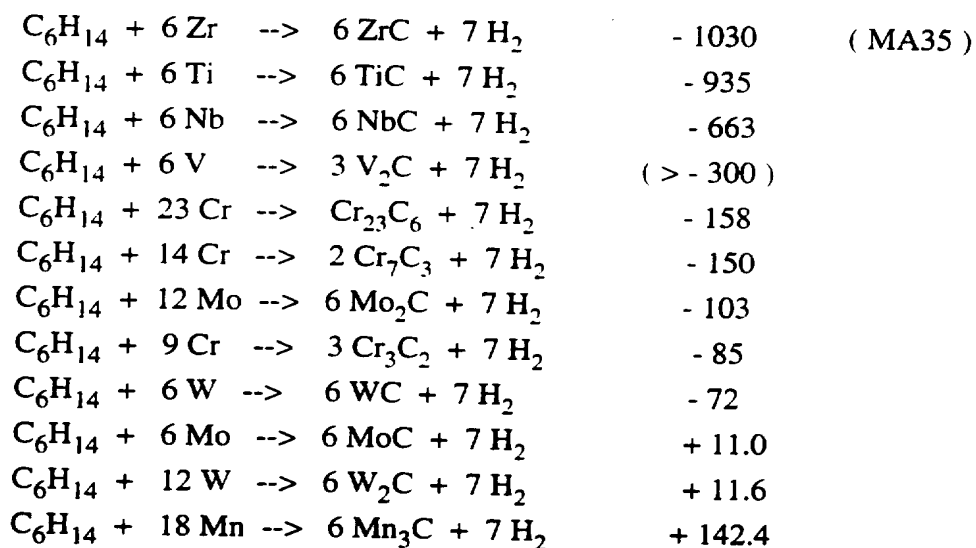 C₆H₁₄ + 6 Zr --> 6 ZrC + 7 H₂ - 1030 ( MA35 )
C₆H₁₄ + 6 Ti --> 6 TiC + 7 H₂ - 935
C₆H₁₄ + 6 Nb --> 6 NbC + 7 H₂ - 663
C₆H₁₄ + 6 V --> 3 V₂C + 7 H₂ ( > - 300 )
C₆H₁₄ + 23 Cr --> Cr₂₃C₆ + 7 H₂ - 158
C₆H₁₄ + 14 Cr --> 2 Cr₇C₃ + 7 H₂ - 150
C₆H₁₄ + 12 Mo --> 6 Mo₂C + 7 H₂ - 103
C₆H₁₄ + 9 Cr --> 3 Cr₃C₂ + 7 H₂ - 85
C₆H₁₄ + 6 W --> 6 WC + 7 H₂ - 72
C₆H₁₄ + 6 Mo --> 6 MoC + 7 H₂ + 11.0
C₆H₁₄ + 12 W --> 6 W₂C + 7 H₂ + 11.6
C₆H₁₄ + 18 Mn --> 6 Mn₃C + 7 H₂ + 142.4